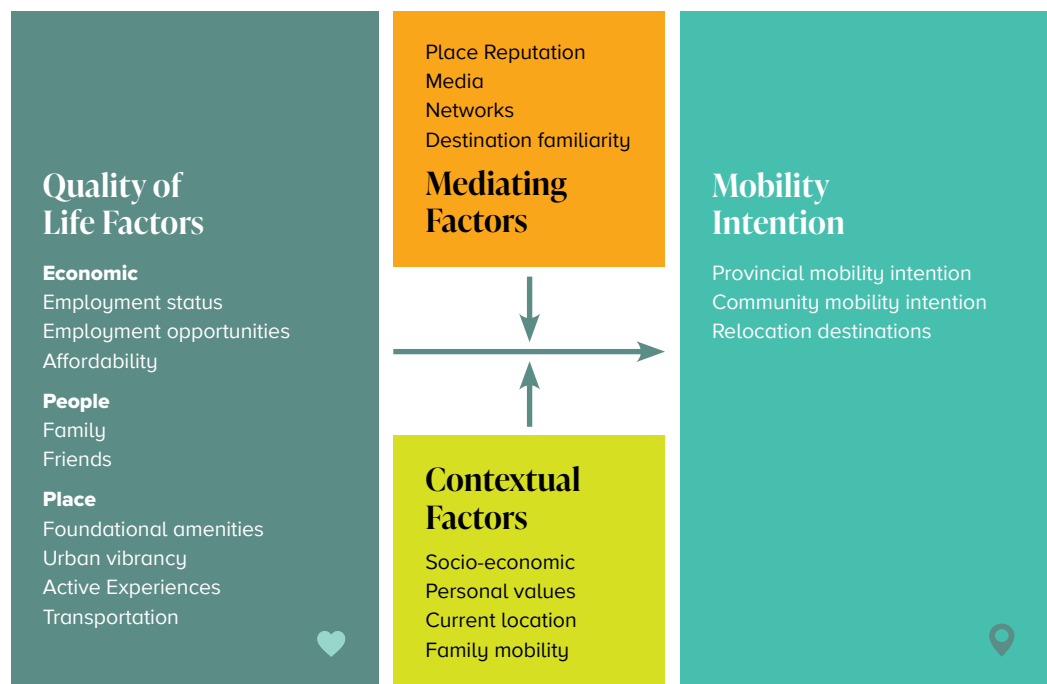 Quality of
Life Factors
Economic
Employment status
Employment opportunities
Affordability
People
Family
Friends
Place
Foundational amenities
Urban vibrancy
Active Experiences
Transportation
Place Reputation
Media
Networks
Destination familiarity
Mediating
Factors
Contextual
Factors
Socio-economic
Personal values
Current location
Family mobility
Mobility
Intention
Provincial mobility intention
Community mobility intention
Relocation destinations